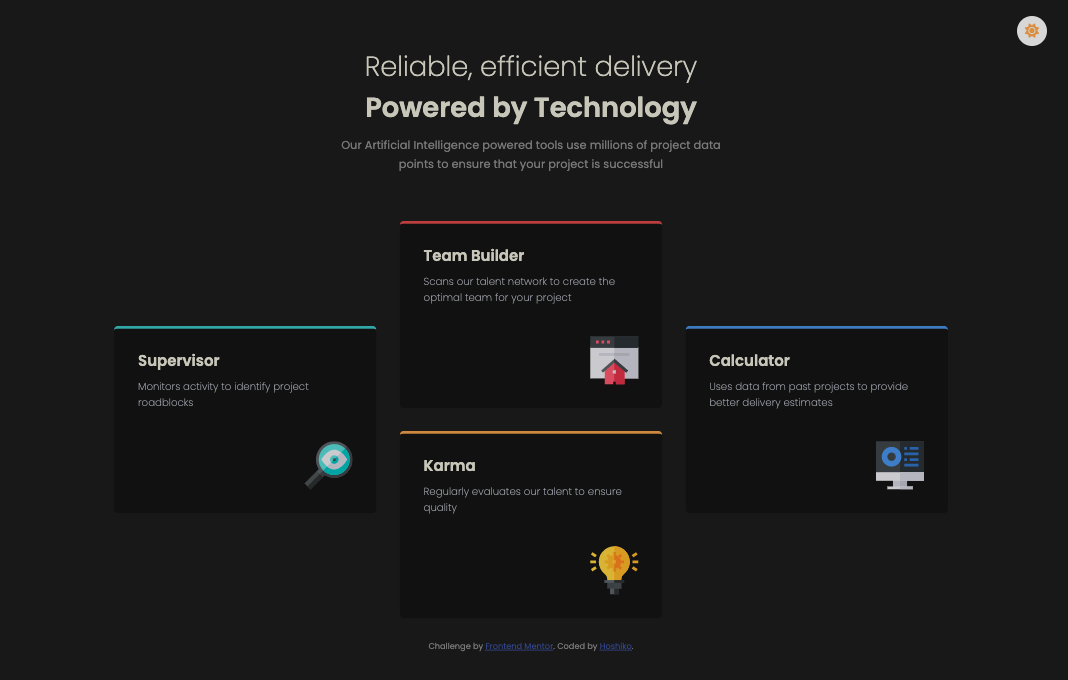 Reliable, efficient delivery
Powered by Technology
Our Artificial Intelligence powered tools use millions of project data
points to ensure that your project is successful
Team Builder
Scans our talent network to create the
optimal team for your project
Supervisor
Monitors activity to identify project
roadblocks
Calculator
Uses data from past projects to provide
better delivery estimates
Karma
Regularly evaluates our talent to ensure
quality
Challenge by Frontend Mentor. Coded by Hoshiko.